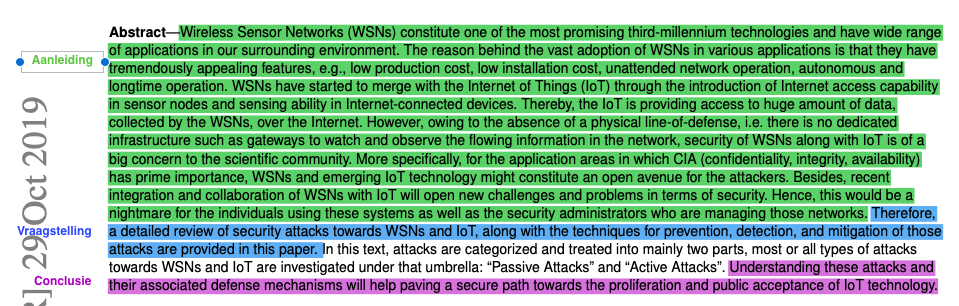 Abstract—Wireless Sensor Networks (WSNs) constitute one of the most promising third-millennium technologies and have wide range
of applications in our surrounding environment. The reason behind the vast adoption of WSNs in various applications is that they have
Aanleiding
tremendously appealing features, e.g., low production cost, low installation cost, unattended network operation, autonomous and
longtime operation. WSNs have started to merge with the Internet of Things (IoT) through the introduction of Internet access capability
in sensor nodes and sensing ability in Internet-connected devices. Thereby, the IoT is providing access to huge amount of data,
collected by the WSNs, over the Internet. However, owing to the absence of a physical line-of-defense, i.e. there is no dedicated
infrastructure such as gateways to watch and observe the flowing information in the network, security of WSNs along with IoT is of a
big concern to the scientific community. More specifically, for the application areas in which CIA (confidentiality, integrity, availability)
has prime importance, WSNs and emerging IoT technology might constitute an open avenue for the attackers. Besides, recent
integration and collaboration of WSNs with IoT will open new challenges and problems in terms of security. Hence, this would be a
nightmare for the individuals using these systems as well as the security administrators who are managing those networks. Therefore,
Vraagstelling
a detailed review of security attacks towards WSNs and IoT, along with the techniques for prevention, detection, and mitigation of those
attacks are provided in this paper. In this text, attacks are categorized and treated into mainly two parts, most or all types of attacks
towards WSNs and IoT are investigated under that umbrella: “Passive Attacks” and “Active Attacks”. Understanding these attacks and
Conclusie
their associated defense mechanisms will help paving a secure path towards the proliferation and public acceptance of IoT technology.
R] 29 Oct 2019